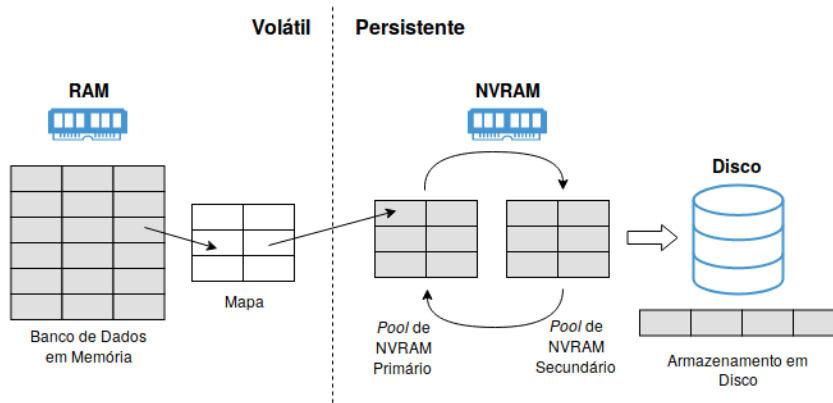 Volátil
Persistente
RAM
NVRAM
Disco
Mapa
Banco de Dados
em Memória
Pool de
NVRAM
Primário
Pool de
NVRAM
Secundário
Armazenamento em
Disco